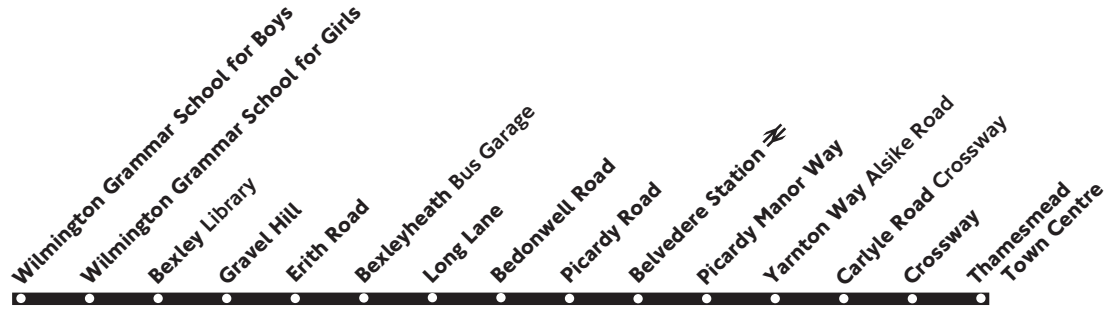 Wilmington Grammar School for Boys
Wilmington Grammar School for Girls
Bexley Library
Gravel Hill
Erith Road
Bexleyheath Bus Garage
Long Lane
Bedonwell Road
Picardy Road
Belvedere Station
Picardy Manor Way
Yarnton Way Alsike Road
Carlyle Road Crossway
Crossway
Thamesmead
Town Centre